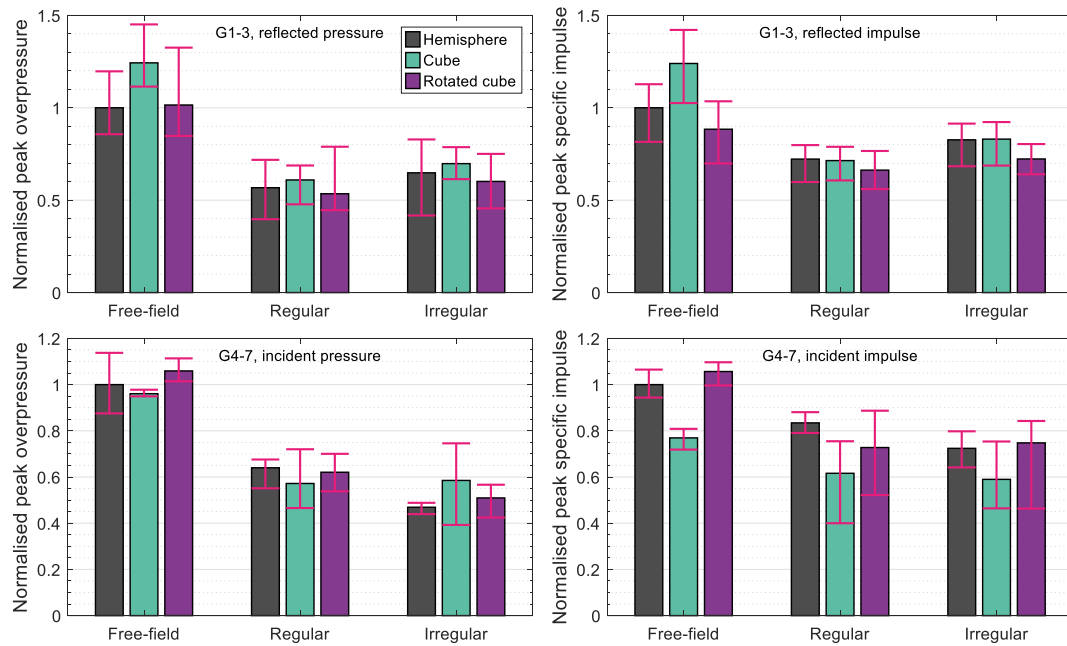 Normalised peak overpressure
1.5
1
0.5
0
G1-3, reflected pressure
Hemisphere
Cube
Rotated cube
Free-field
Regular
Irregular
Normalised peak specific impulse
1.5
1
0.5
0
G1-3, reflected impulse
Free-field
Regular
Irregular
Normalised peak overpressure
1.2
1
0.8
0.6
0.4
0.2
0
G4-7, incident pressure
Free-field
Regular
Irregular
Normalised peak specific impulse
1.2
1
0.8
0.6
0.4
0.2
0
G4-7, incident impulse
Free-field
Regular
Irregular